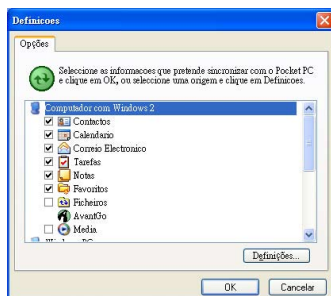 Definicoes
Opções
Seleccione as informacoes que pretende sincronizar com o Pocket PC
e clique em OK, ou seleccione uma origem e clique em Definicoes.
Computador com Windows 2
Contactos
Calendario
Correio Electronico
Tarefas
Notas
Favoritos
Ficheiros
AvantGo
Media
Definições...
OK
Cancelar